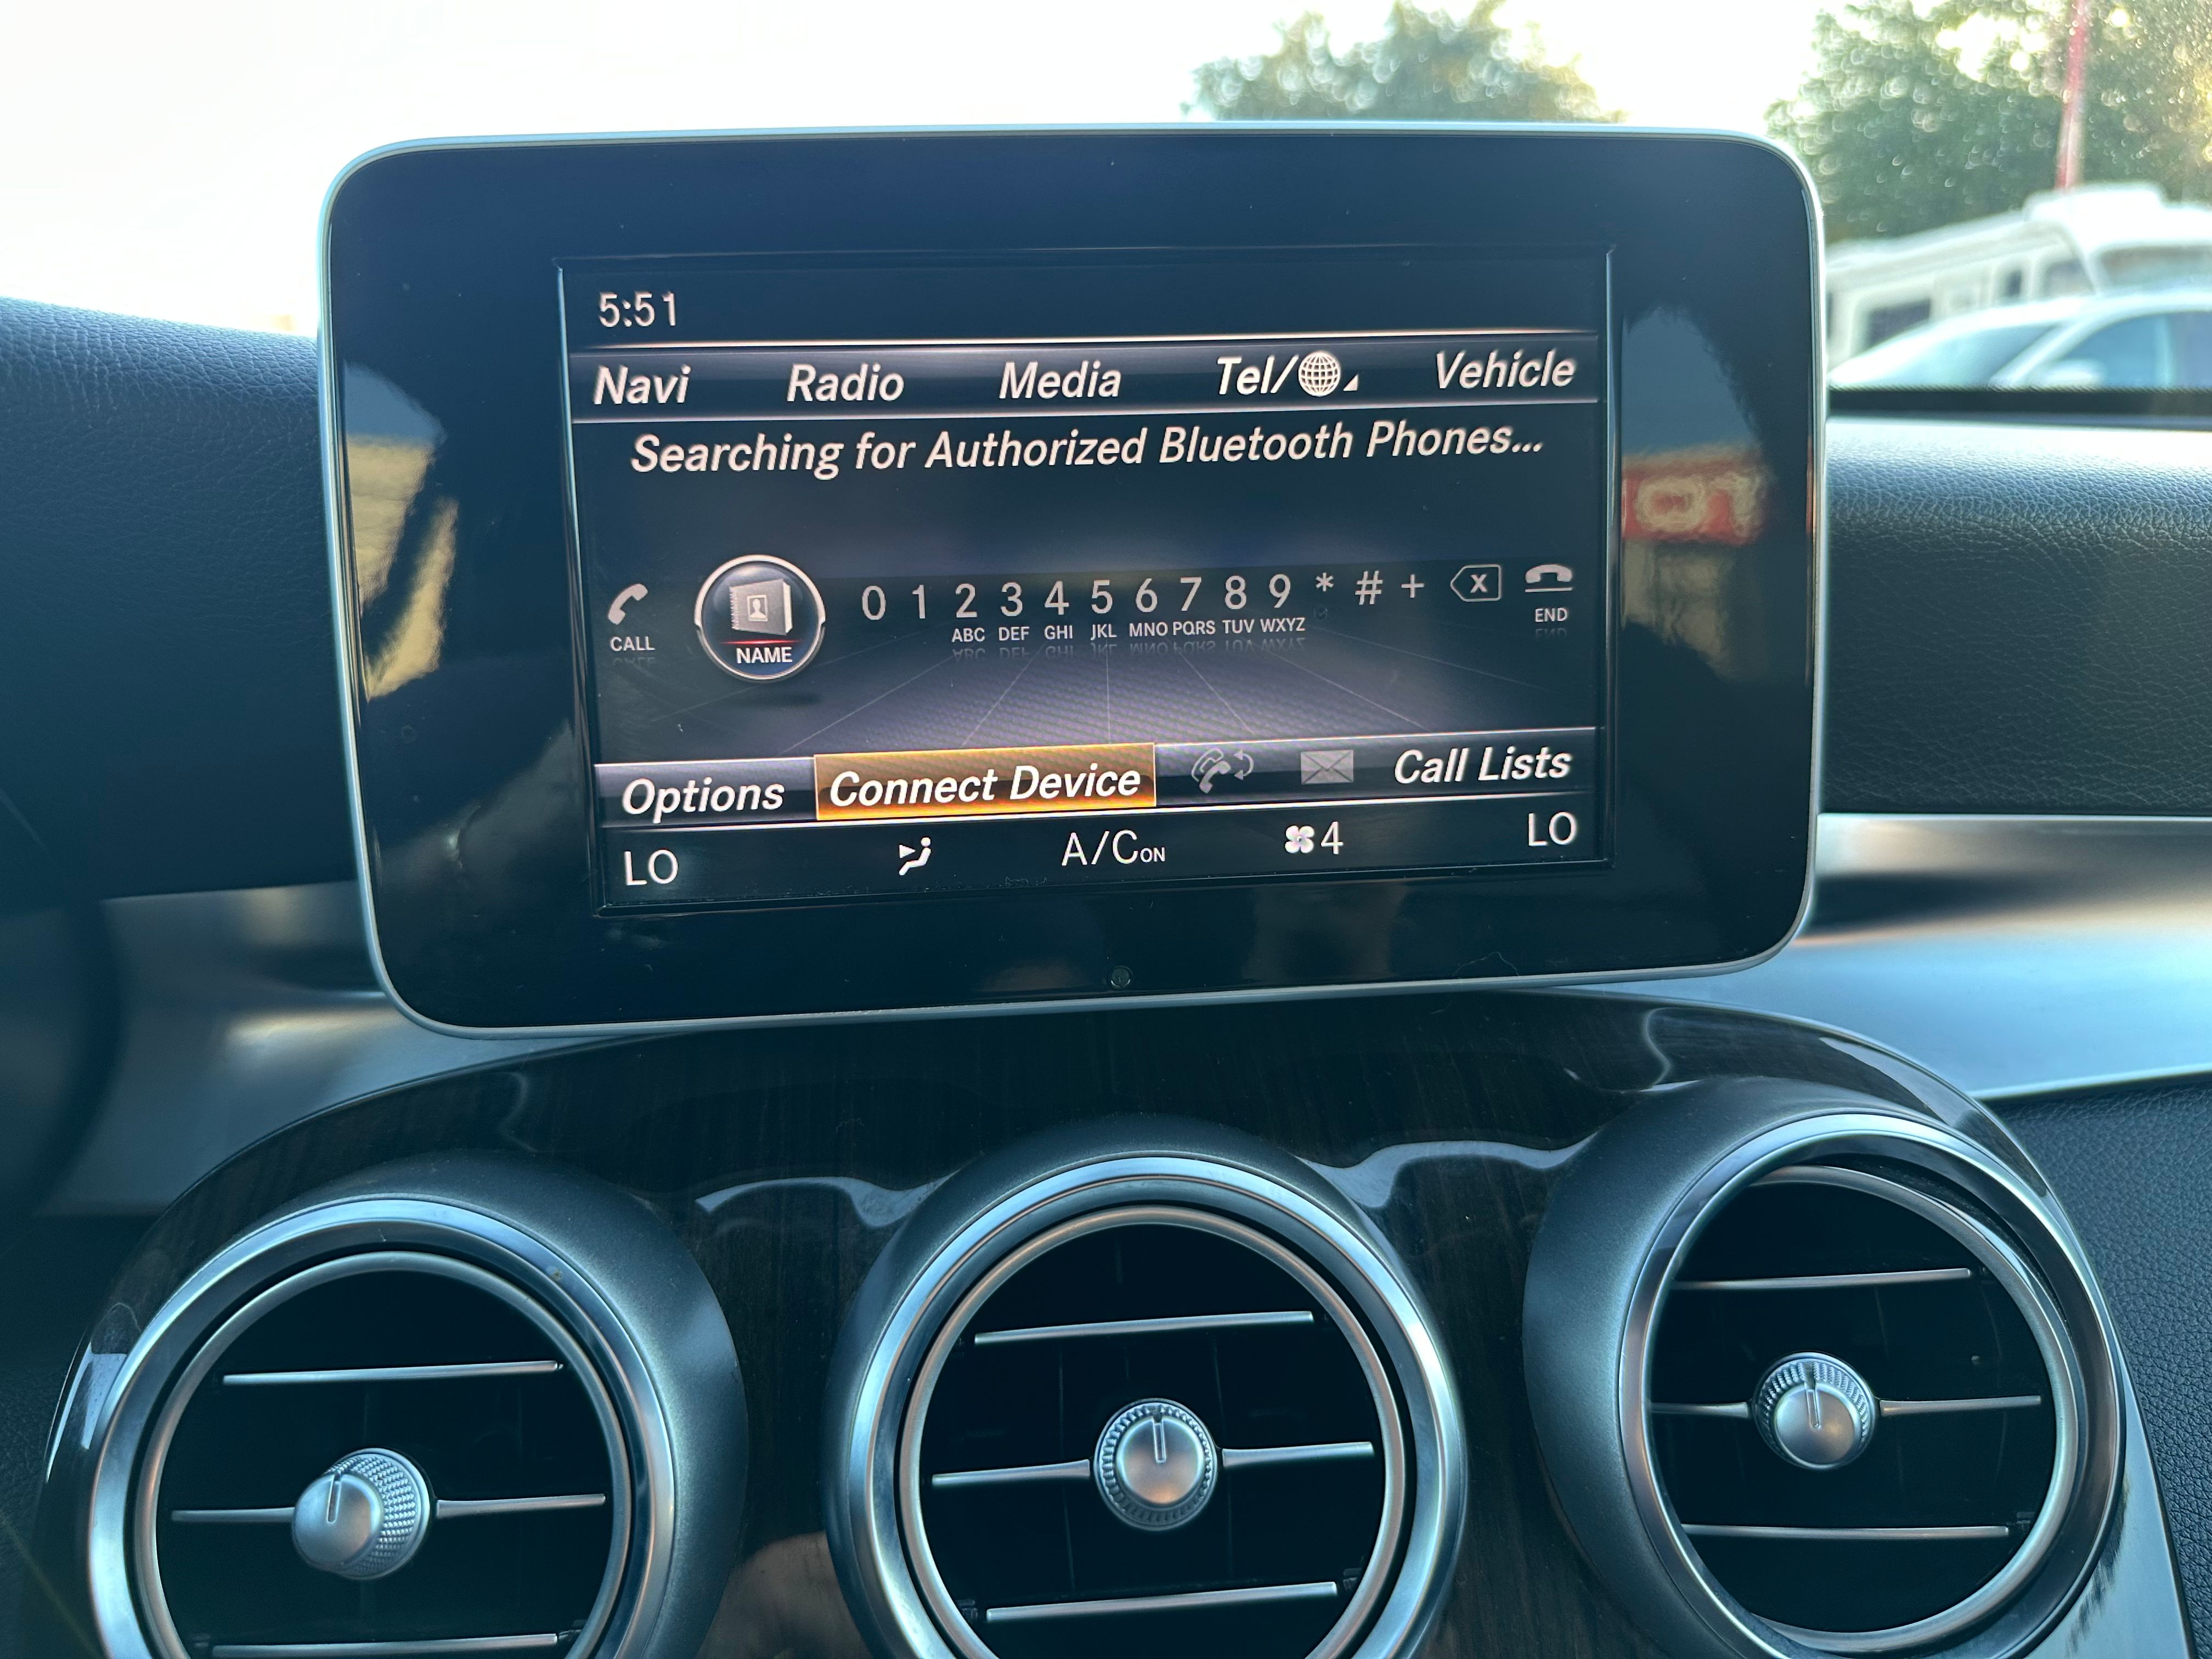 5:51
Navi Radio Media Tel/ Vehicle
Searching for Authorized Bluetooth Phones...
CALL NAME 0 1 2 3 4 5 6 7 8 9 * # + X END
ABC DEF GHI JKL MNO PQRS TUV WXYZ
Options Connect Device Call Lists
LO A/C ON 4 LO